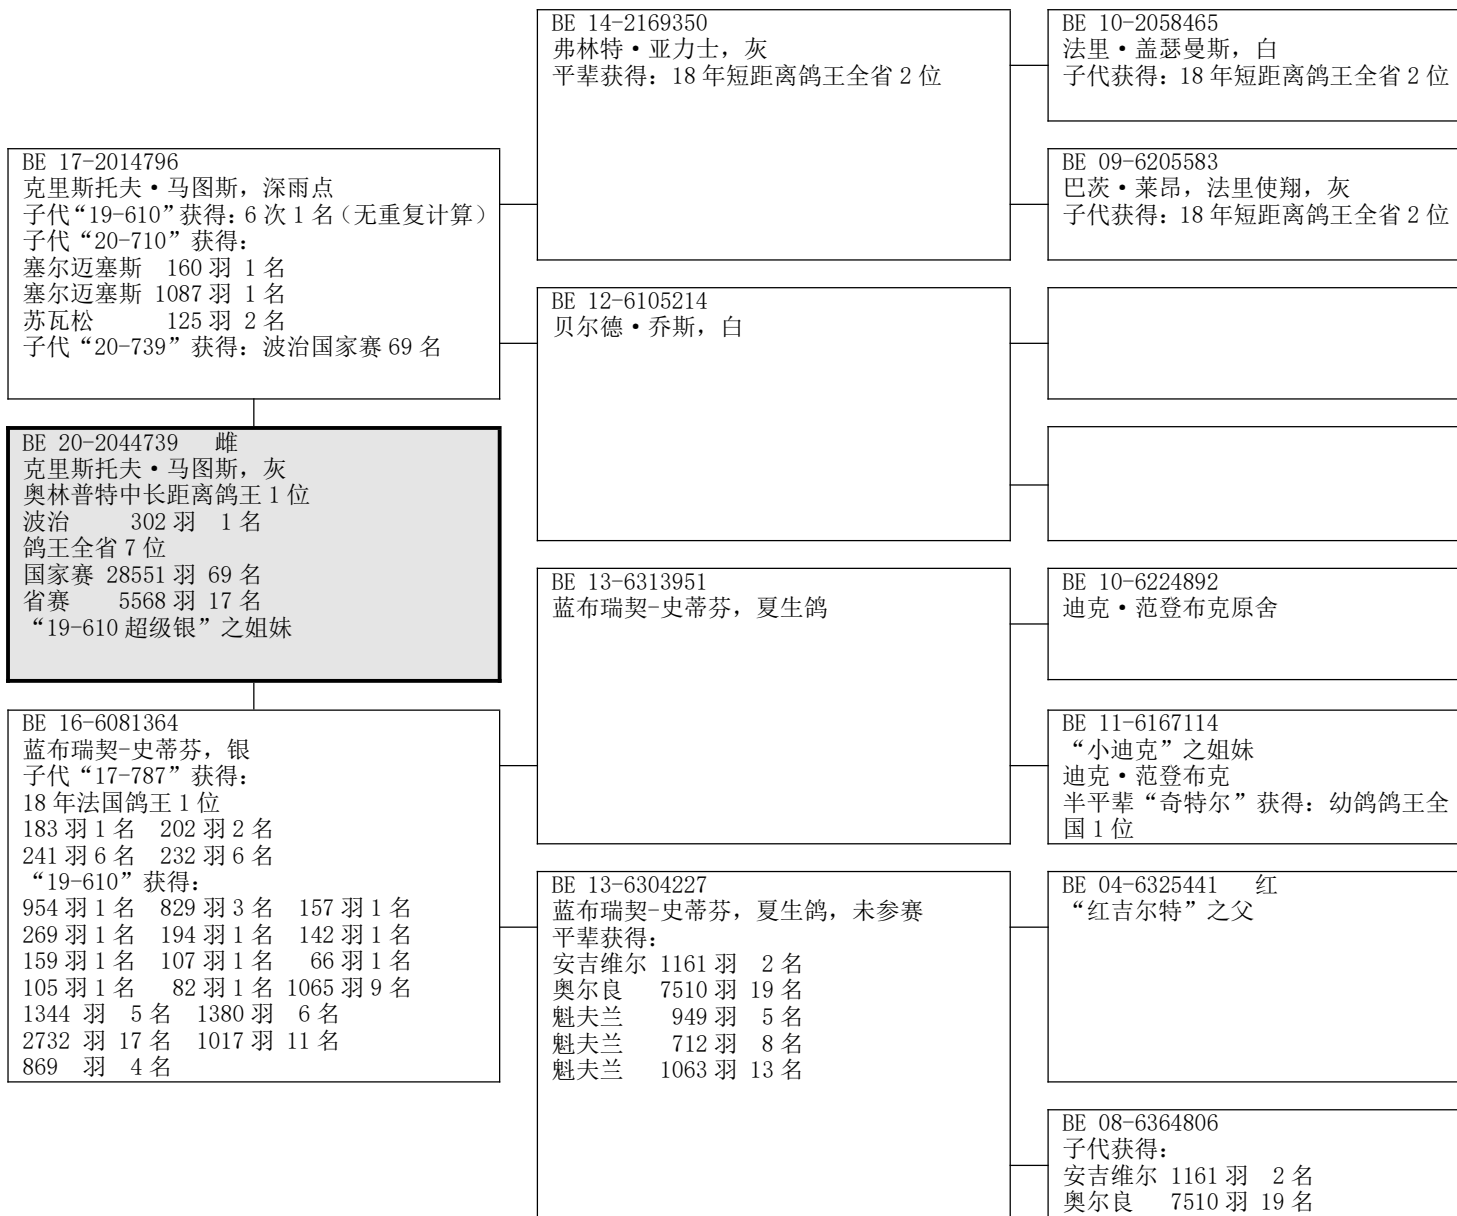 BE 17-2014796
克里斯托夫·马图斯，深雨点
子代“19-610”获得：6 次 1 名（无重复计算）
子代“20-710”获得：
塞尔迈塞斯 160 羽 1 名
塞尔迈塞斯 1087 羽 1 名
苏瓦松 125 羽 2 名
子代“20-739”获得：波治国家赛 69 名
BE 20-2044739 雌
克里斯托夫·马图斯，灰
奥林普特中长距离鸽王 1 位
波治 302 羽 1 名
鸽王全省 7 位
国家赛 28551 羽 69 名
省赛 5568 羽 17 名
“19-610 超级银”之姐妹
BE 16-6081364
蓝布瑞契-史蒂芬，银
子代“17-787”获得：
18 年法国鸽王 1 位
183 羽 1 名 202 羽 2 名
241 羽 6 名 232 羽 6 名
“19-610”获得：
954 羽 1 名 829 羽 3 名 157 羽 1 名
269 羽 1 名 194 羽 1 名 142 羽 1 名
159 羽 1 名 107 羽 1 名 66 羽 1 名
105 羽 1 名 82 羽 1 名 1065 羽 9 名
1344 羽 5 名 1380 羽 6 名
2732 羽 17 名 1017 羽 11 名
869 羽 4 名
BE 14-2169350
弗林特·亚力士，灰
平辈获得：18 年短距离鸽王全省 2 位
BE 12-6105214
贝尔德·乔斯，白
BE 13-6313951
蓝布瑞契-史蒂芬，夏生鸽
BE 13-6304227
蓝布瑞契-史蒂芬，夏生鸽，未参赛
平辈获得：
安吉维尔 1161 羽 2 名
奥尔良 7510 羽 19 名
魁夫兰 949 羽 5 名
魁夫兰 712 羽 8 名
魁夫兰 1063 羽 13 名
BE 10-2058465
法里·盖瑟曼斯，白
子代获得：18 年短距离鸽王全省 2 位
BE 09-6205583
巴茨·莱昂，法里使翔，灰
子代获得：18 年短距离鸽王全省 2 位
BE 10-6224892
迪克·范登布克原舍
BE 11-6167114
“小迪克”之姐妹
迪克·范登布克
半平辈“奇特尔”获得：幼鸽鸽王全
国 1 位
BE 04-6325441 红
“红吉尔特”之父
BE 08-6364806
子代获得：
安吉维尔 1161 羽 2 名
奥尔良 7510 羽 19 名